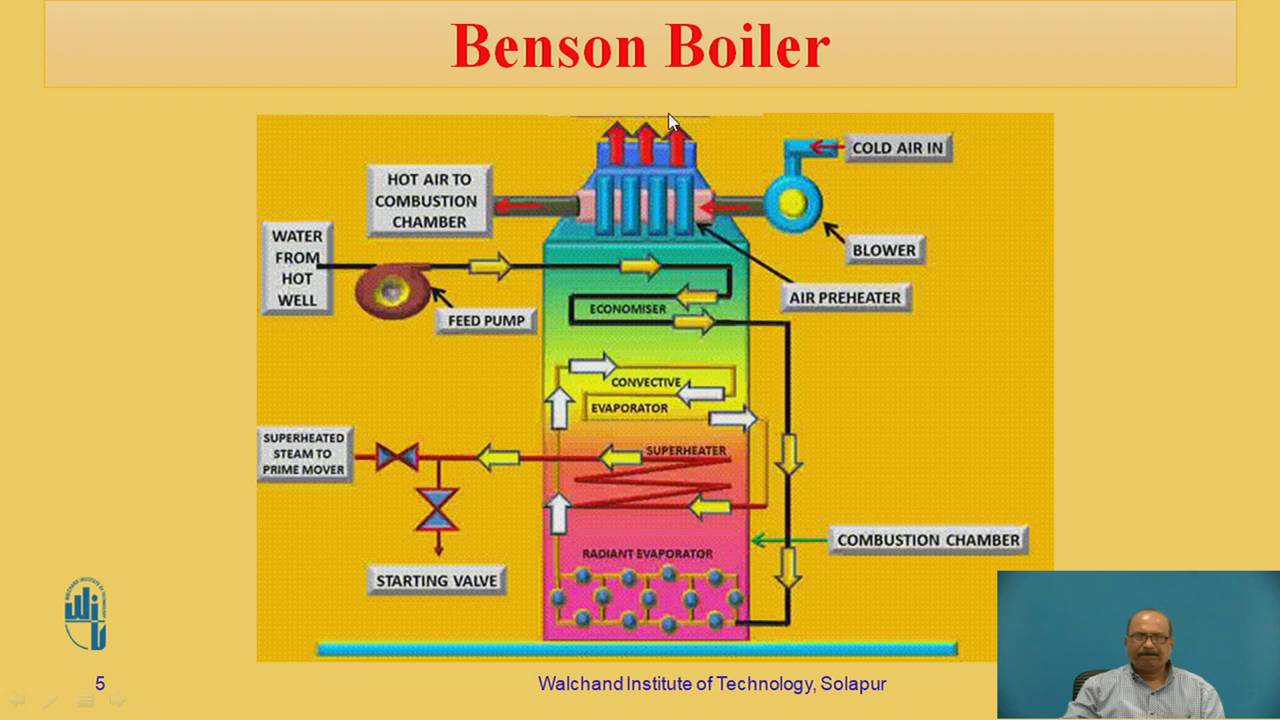 Benson Boiler
COLD AIR IN
HOT AIR TO
COMBUSTION
CHAMBER
WATER
FROM
HOT
WELL
BLOWER
AIR PREHEATER
ECONOMISER
FEED PUMP
CONVECTIVE
EVAPORATOR
SUPERHEATED
STEAM TO
PRIME MOVER
SUPERHEATER
COMBUSTION CHAMBER
RADIANT EVAPORATOR
STARTING VALVE
5
Walchand Institute of Technology, Solapur